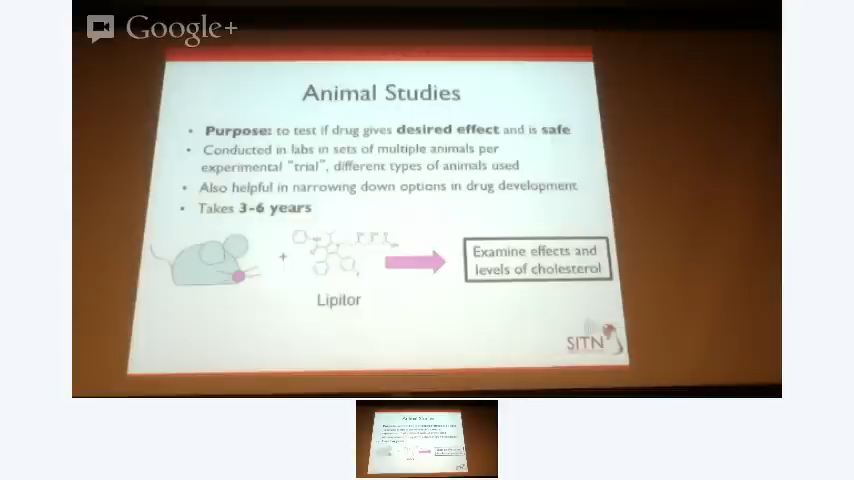 Google+
Animal Studies
• Purpose: to test if drug gives desired effect and is safe
• Conducted in labs in sets of multiple animals per
experimental "trial", different types of animals used
• Also helpful in narrowing down options in drug development
• Takes 3-6 years
+
Examine effects and
levels of cholesterol
Lipitor
SITN